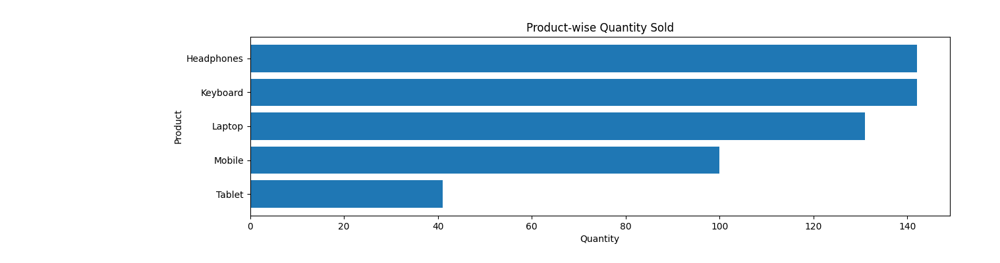 Product-wise Quantity Sold
Headphones
Keyboard
Laptop
Mobile
Tablet
Product
0 20 40 60 80 100 120 140
Quantity